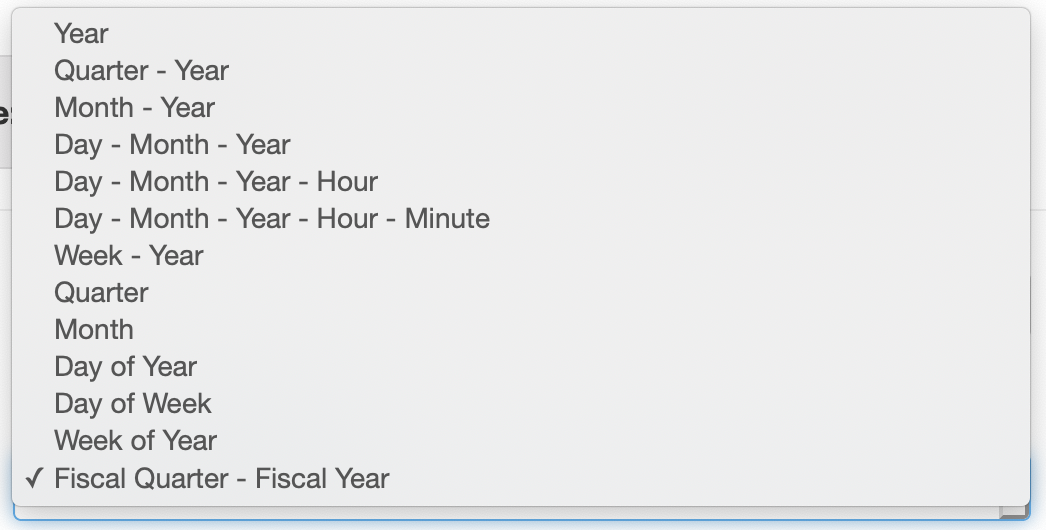 Year
Quarter - Year
Month - Year
Day - Month - Year
Day - Month - Year - Hour
Day - Month - Year - Hour - Minute
Week - Year
Quarter
Month
Day of Year
Day of Week
Week of Year
✓ Fiscal Quarter - Fiscal Year